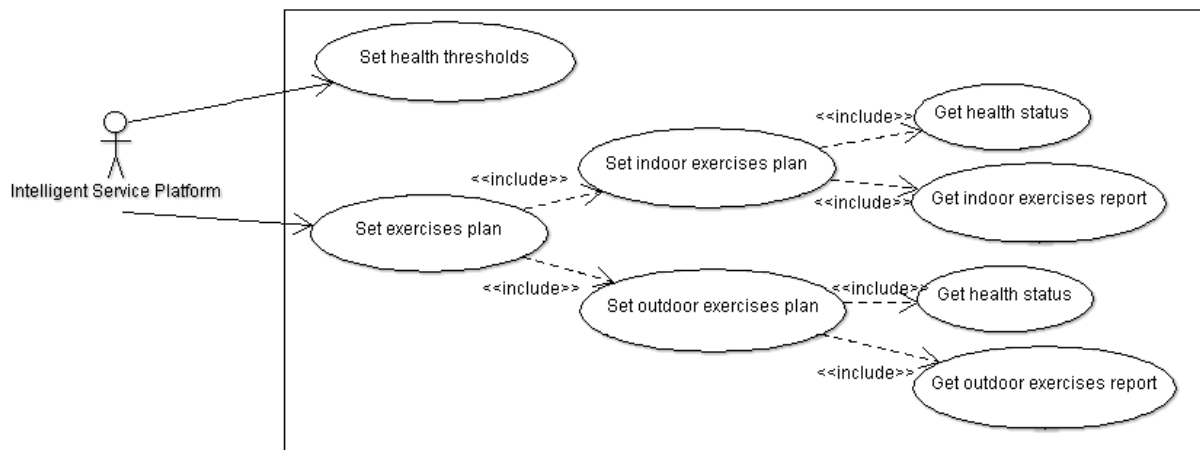 Set health thresholds
<<include>>
Get health status
Set indoor exercises plan
Intelligent Service Platform
<<include>>
<<include>>
Get indoor exercises report
Set exercises plan
<<include>>
<<include>>
Get health status
Set outdoor exercises plan
<<include>>
Get outdoor exercises report